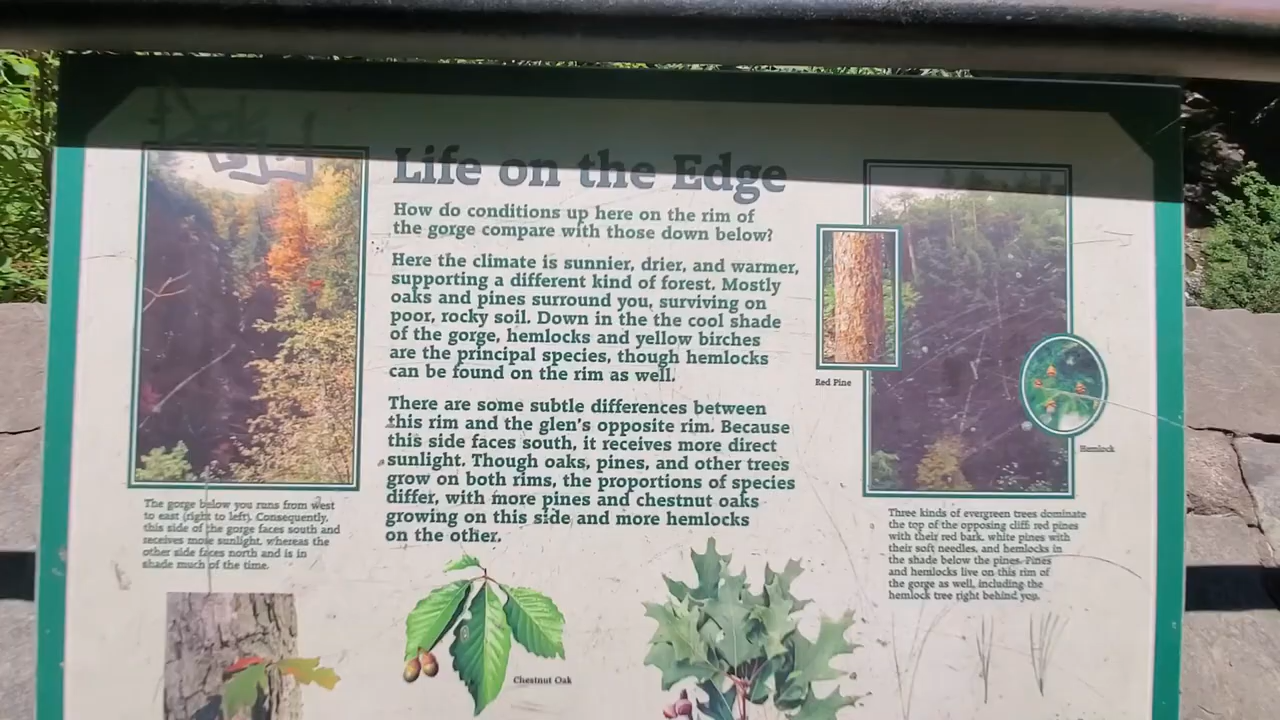 Life on the Edge
How do conditions up here on the rim of
the gorge compare with those down below?
Here the climate is sunnier, drier, and warmer,
supporting a different kind of forest. Mostly
oaks and pines surround you, surviving on
poor, rocky soil. Down in the the cool shade
of the gorge, hemlocks and yellow birches
are the principal species, though hemlocks
can be found on the rim as well.
There are some subtle differences between
this rim and the glen's opposite rim. Because
this side faces south, it receives more direct
sunlight. Though oaks, pines, and other trees
grow on both rims, the proportions of species
differ, with more pines and chestnut oaks
growing on this side and more hemlocks
on the other.
The gorge below you runs from west
to east (right to left). Consequently,
this side of the gorge faces south and
receives more sunlight, whereas the
other side faces north and is in
shade much of the time.
Red Pine
Hemlock
Three kinds of evergreen trees dominate
the top of the opposing cliff: red pines
with their red bark, white pines with
their soft needles, and hemlocks in
the shade below the pines. Pines
and hemlocks live on this rim of
the gorge as well, including the
hemlock tree right behind you.
Chestnut Oak